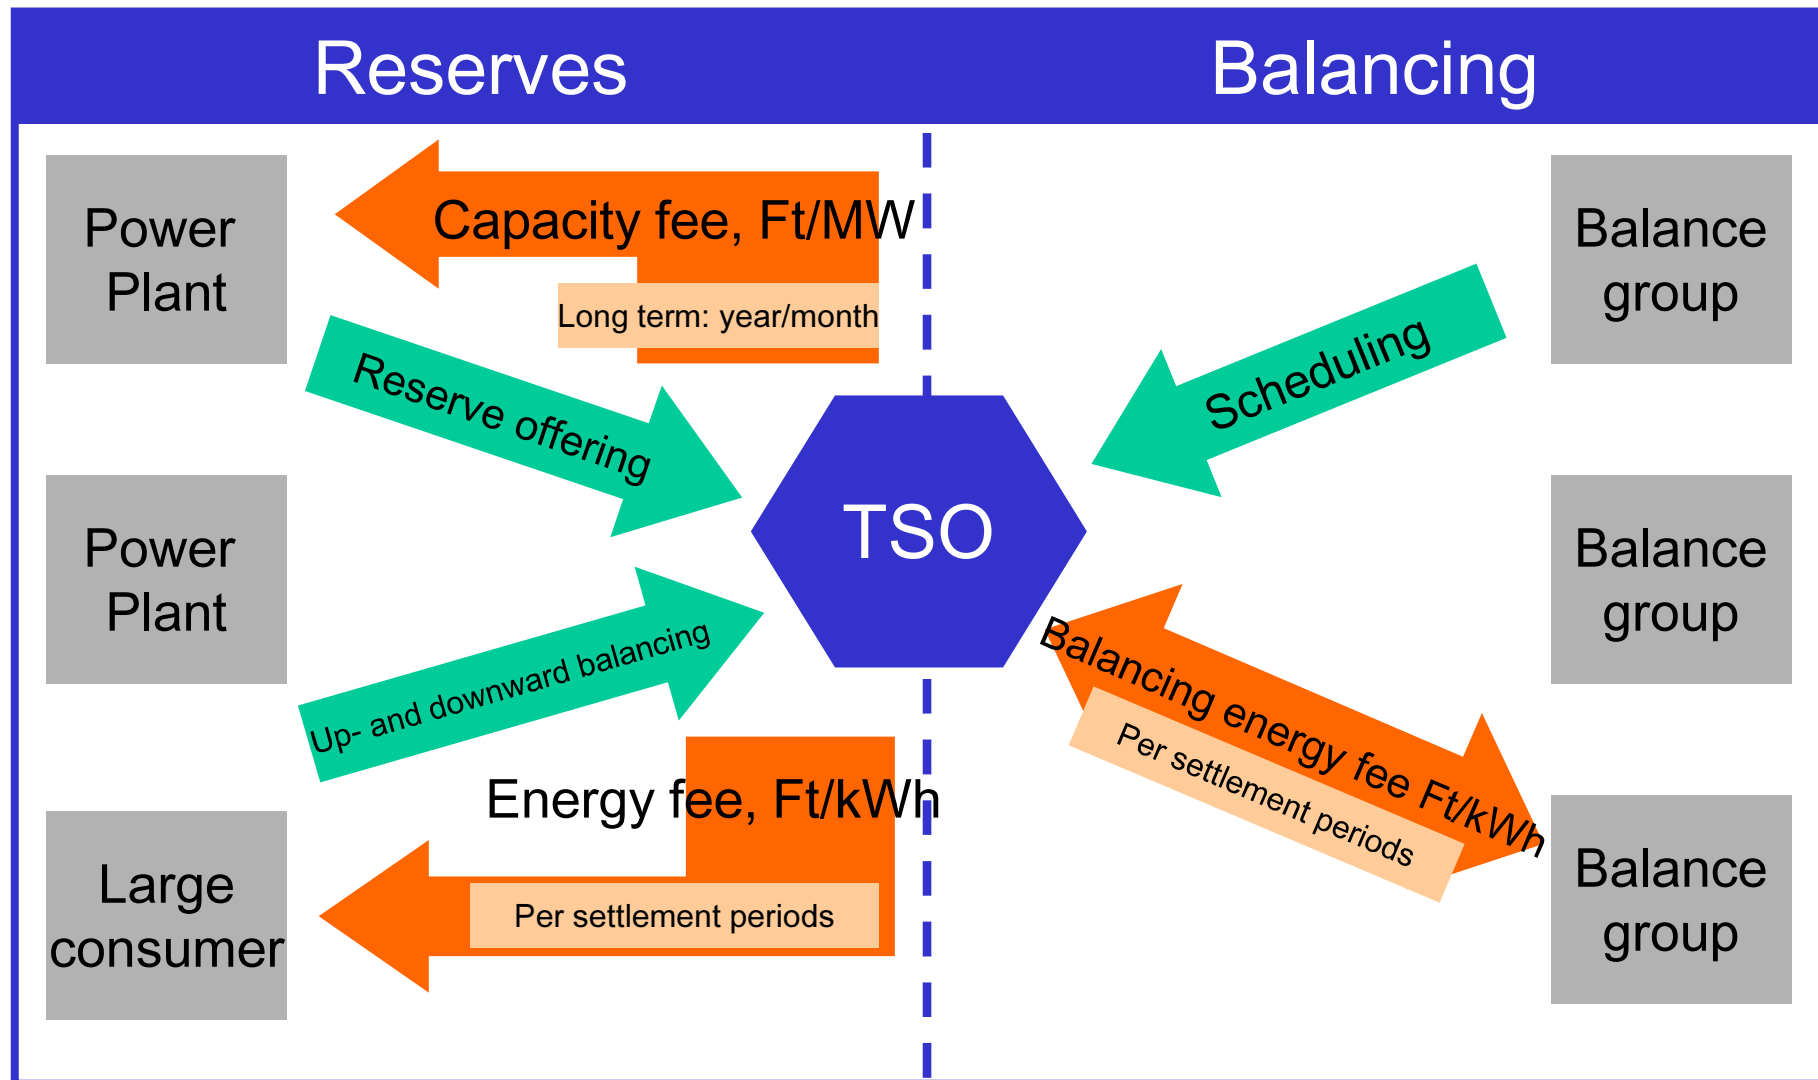 Reserves
Balancing
Power
Plant
Capacity fee, Ft/MW
Long term: year/month
Reserve offering
Power
Plant
Up- and downward balancing
Large
consumer
Energy fee, Ft/kWh
Per settlement periods
TSO
Scheduling
Balance
group
Balance
group
Balancing energy fee Ft/kWh
Per settlement periods
Balance
group